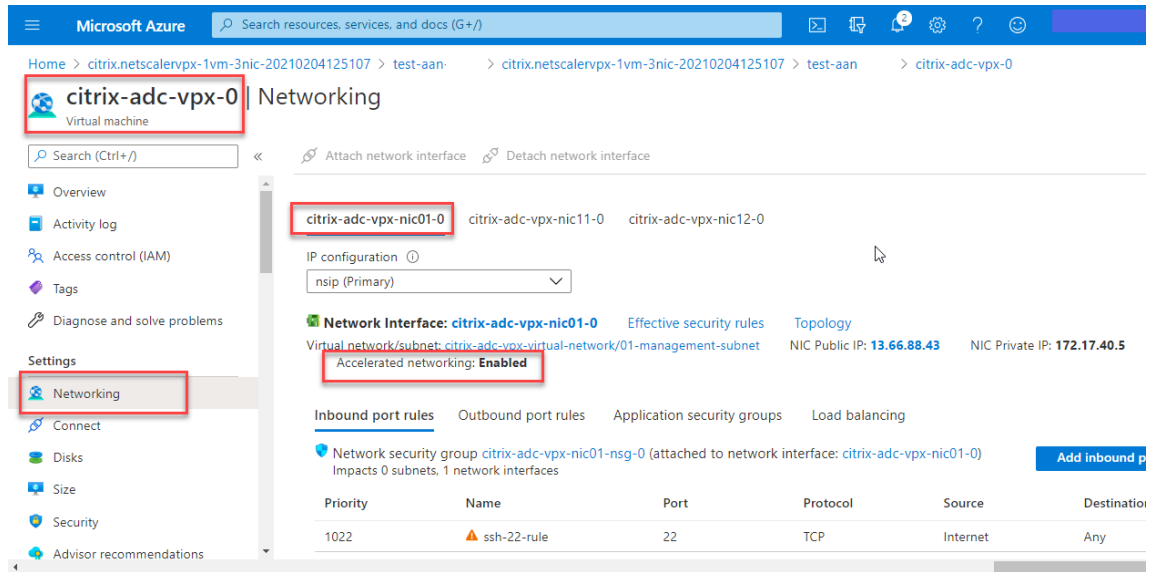 Microsoft Azure
Search resources, services, and docs (G+/)
2
Home > citrix.netscalervpx-1vm-3nic-20210204125107 > test-aan > citrix.netscalervpx-1vm-3nic-20210204125107 > test-aan > citrix-adc-vpx-0
citrix-adc-vpx-0 | Networking
Virtual machine
Search (Ctrl+/)
«
Attach network interface
Detach network interface
Overview
Activity log
Access control (IAM)
Tags
Diagnose and solve problems
Settings
Networking
Connect
Disks
Size
Security
Advisor recommendations
citrix-adc-vpx-nic01-0 citrix-adc-vpx-nic11-0 citrix-adc-vpx-nic12-0
IP configuration
nsip (Primary)
Network Interface: citrix-adc-vpx-nic01-0 Effective security rules Topology
Virtual network/subnet: citrix-adc-vpx-virtual-network/01-management-subnet NIC Public IP: 13.66.88.43 NIC Private IP: 172.17.40.5
Accelerated networking: Enabled
Inbound port rules Outbound port rules Application security groups Load balancing
Network security group citrix-adc-vpx-nic01-nsg-0 (attached to network interface: citrix-adc-vpx-nic01-0)
Impacts 0 subnets, 1 network interfaces
Add inbound p
Priority Name Port Protocol Source Destination
1022 ssh-22-rule 22 TCP Internet Any